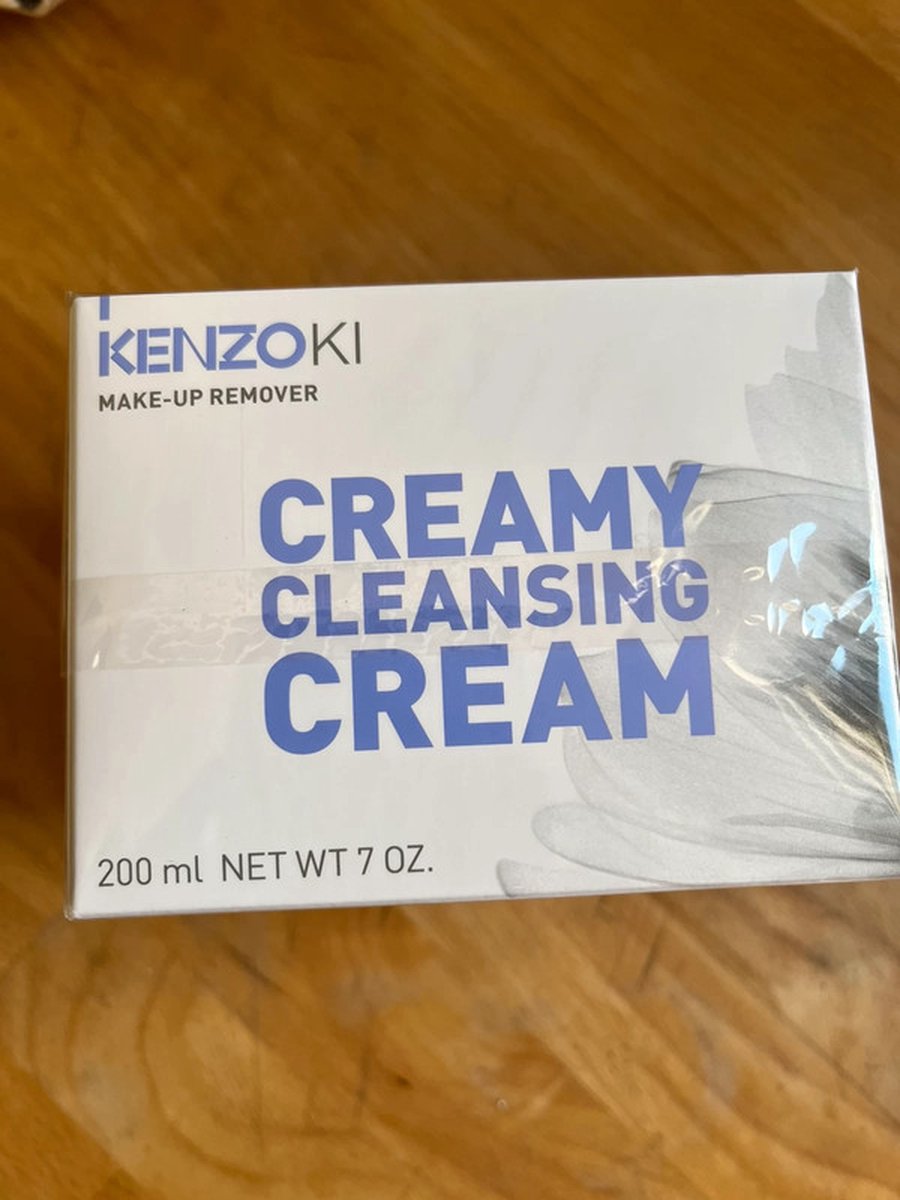 KENZOKI
MAKE-UP REMOVER
CREAMY
CLEANSING
CREAM
200 ml NET WT 7 OZ.